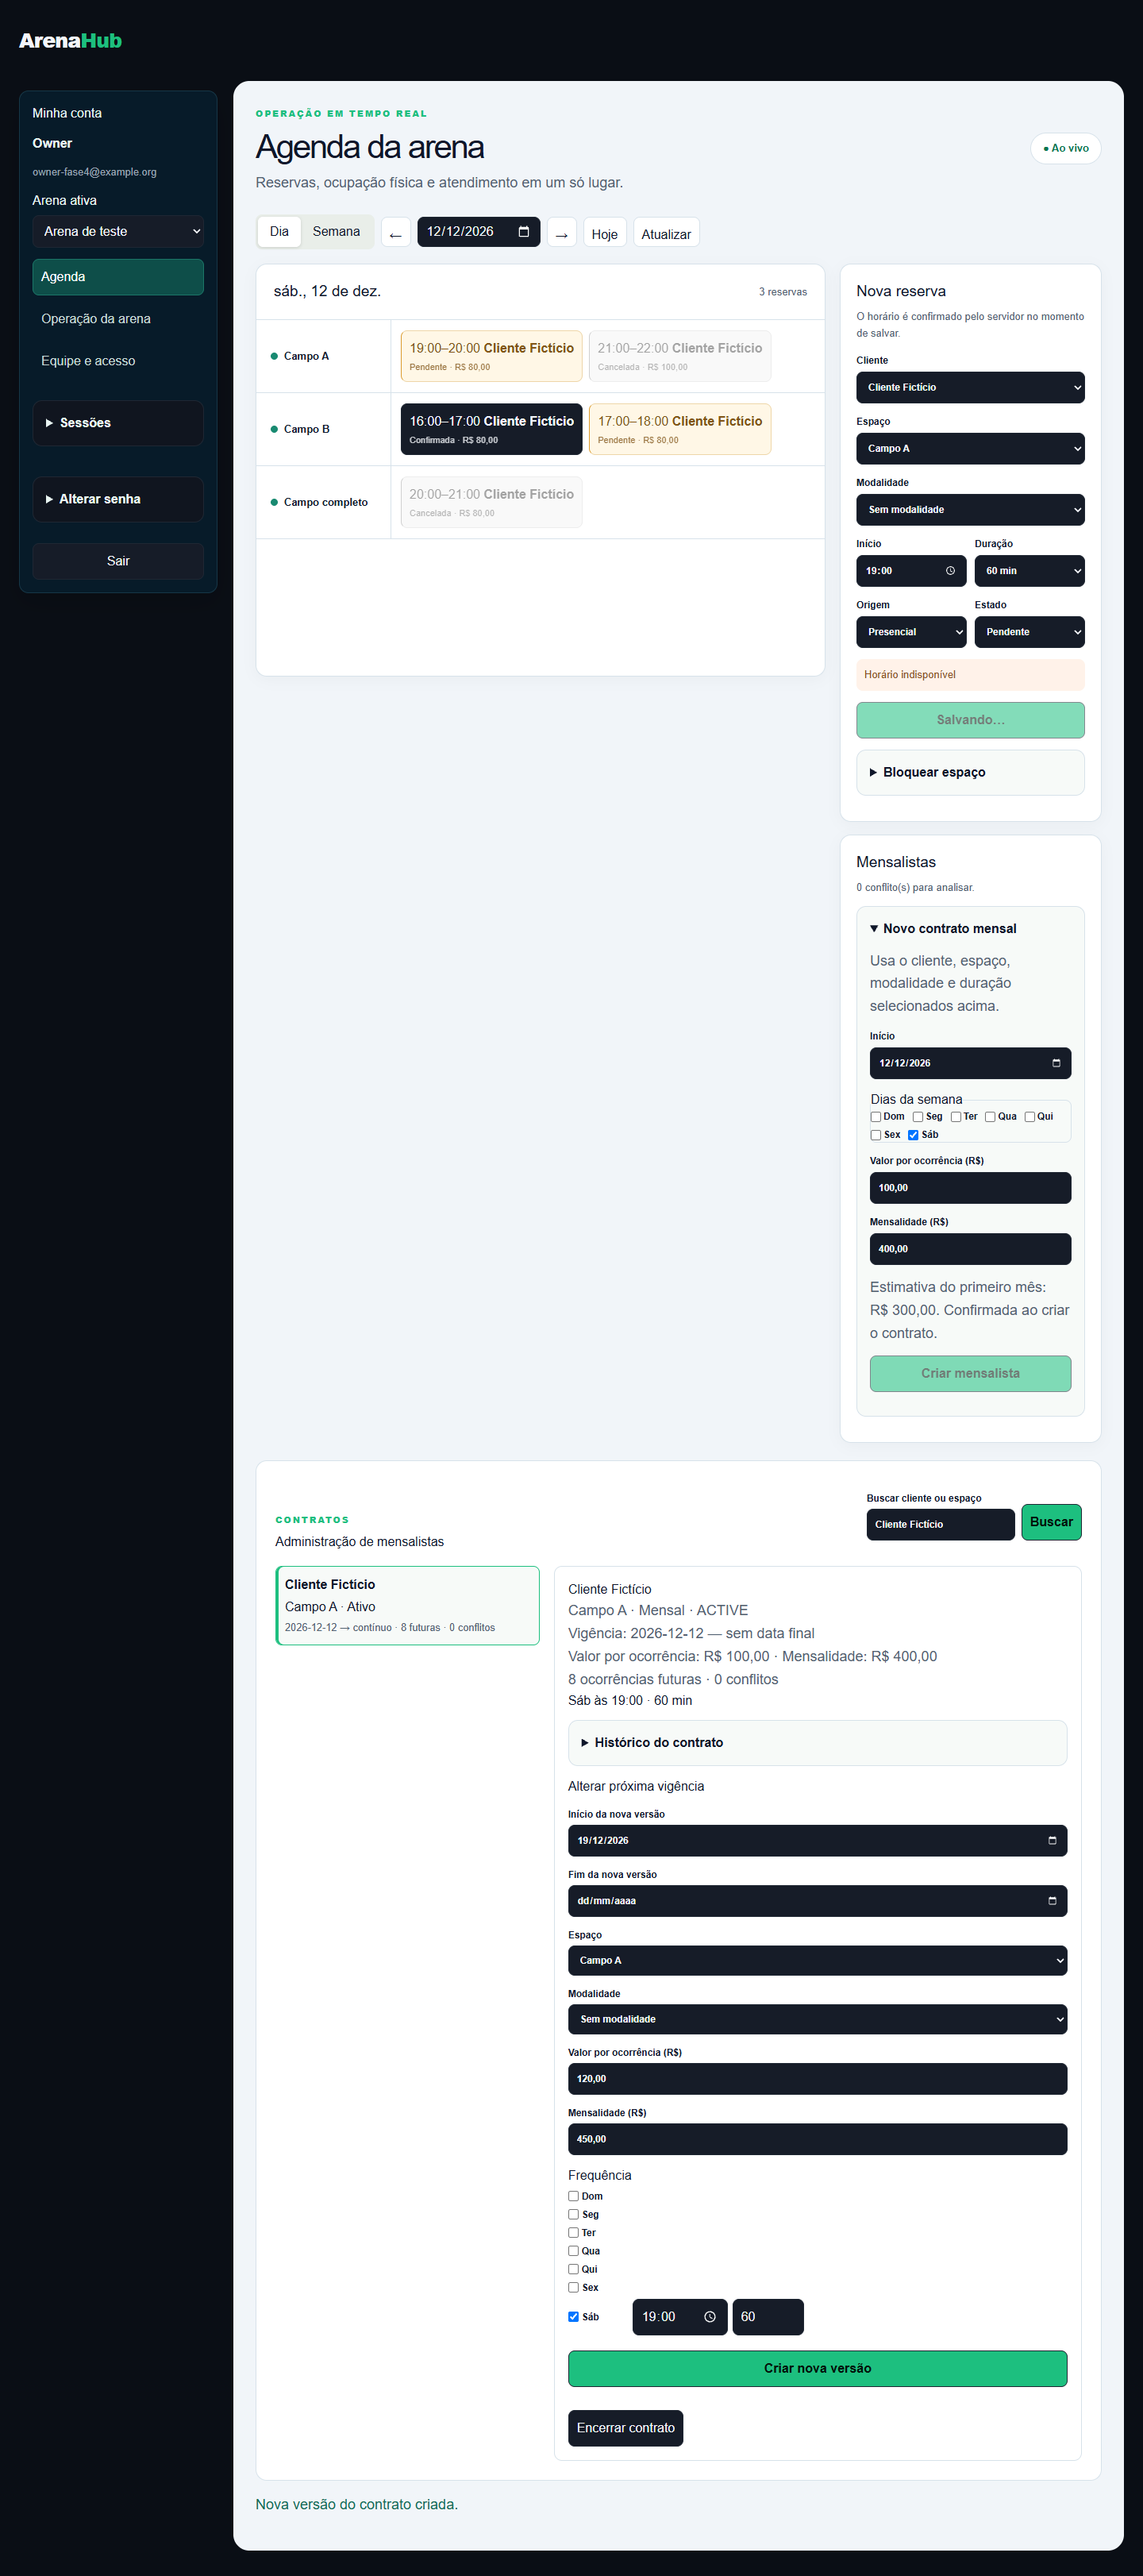 ArenaHub
Minha conta
Owner
owner-fase4@example.org
Arena ativa
Arena de teste
Agenda
Operação da arena
Equipe e acesso
Sessões
Alterar senha
Sair
OPERAÇÃO EM TEMPO REAL
Agenda da arena
Reservas, ocupação física e atendimento em um só lugar.
Ao vivo
Dia Semana ← 12/12/2026 → Hoje Atualizar
sáb., 12 de dez. 3 reservas
Campo A
19:00–20:00 Cliente Fictício
Pendente · R$ 80,00
21:00–22:00 Cliente Fictício
Cancelada · R$ 100,00
Campo B
16:00–17:00 Cliente Fictício
Confirmada · R$ 80,00
17:00–18:00 Cliente Fictício
Pendente · R$ 80,00
Campo completo
20:00–21:00 Cliente Fictício
Cancelada · R$ 80,00
Nova reserva
O horário é confirmado pelo servidor no momento
de salvar.
Cliente
Cliente Fictício
Espaço
Campo A
Modalidade
Sem modalidade
Início Duração
19:00 60 min
Origem Estado
Presencial Pendente
Horário indisponível
Salvando...
Bloquear espaço
Mensalistas
0 conflito(s) para analisar.
Novo contrato mensal
Usa o cliente, espaço,
modalidade e duração
selecionados acima.
Início
12/12/2026
Dias da semana
Dom Seg Ter Qua Qui
Sex Sáb
Valor por ocorrência (R$)
100,00
Mensalidade (R$)
400,00
Estimativa do primeiro mês:
R$ 300,00. Confirmada ao criar
o contrato.
Criar mensalista
CONTRATOS
Administração de mensalistas
Buscar cliente ou espaço
Cliente Fictício Buscar
Cliente Fictício
Campo A · Ativo
2026-12-12 → contínuo · 8 futuras · 0 conflitos
Cliente Fictício
Campo A · Mensal · ACTIVE
Vigência: 2026-12-12 — sem data final
Valor por ocorrência: R$ 100,00 · Mensalidade: R$ 400,00
8 ocorrências futuras · 0 conflitos
Sáb às 19:00 · 60 min
Histórico do contrato
Alterar próxima vigência
Início da nova versão
19/12/2026
Fim da nova versão
dd/mm/aaaa
Espaço
Campo A
Modalidade
Sem modalidade
Valor por ocorrência (R$)
120,00
Mensalidade (R$)
450,00
Frequência
Dom
Seg
Ter
Qua
Qui
Sex
Sáb 19:00 60
Criar nova versão
Encerrar contrato
Nova versão do contrato criada.